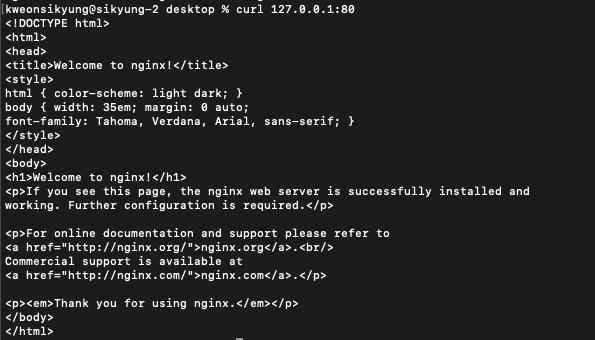 [kweonsikyung@sikyung-2 desktop % curl 127.0.0.1:80
<!DOCTYPE html>
<html>
<head>
<title>Welcome to nginx!</title>
<style>
html { color-scheme: light dark; }
body { width: 35em; margin: 0 auto;
font-family: Tahoma, Verdana, Arial, sans-serif; }
</style>
</head>
<body>
<h1>Welcome to nginx!</h1>
<p>If you see this page, the nginx web server is successfully installed and
working. Further configuration is required.</p>

<p>For online documentation and support please refer to
<a href="http://nginx.org/">nginx.org</a>.<br/>
Commercial support is available at
<a href="http://nginx.com/">nginx.com</a>.</p>

<p><em>Thank you for using nginx.</em></p>
</body>
</html>